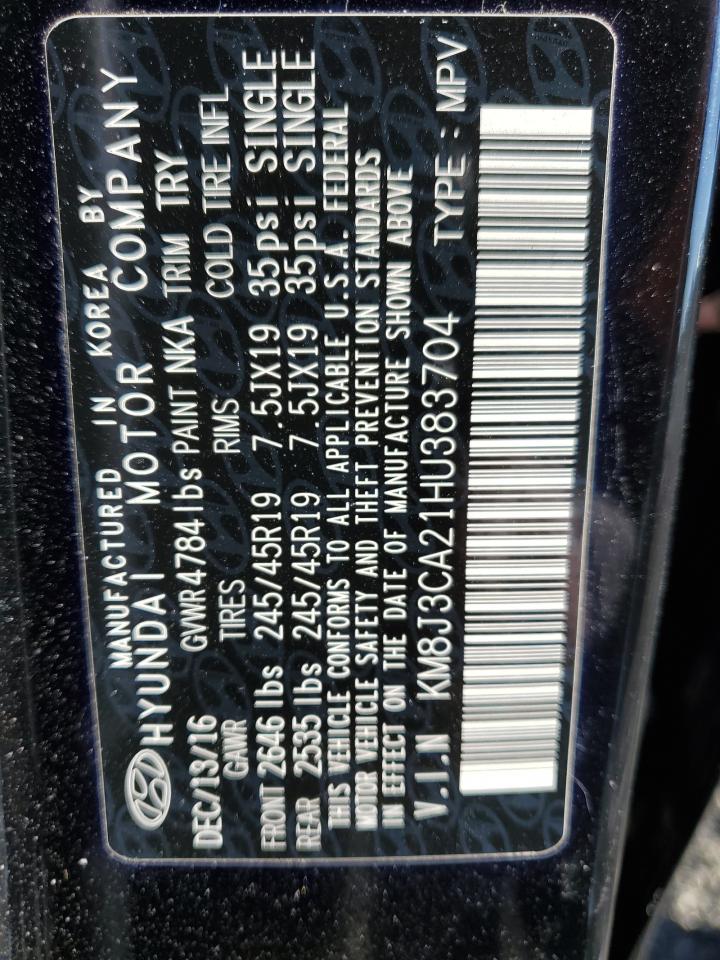 MANUFACTURED IN KOREA BY
HYUNDAI MOTOR COMPANY
DEC/13/16 GVWR4784lbs PAINT NKA TRIM TRY
GAWR TIRES RIMS COLD TIRE INFL
FRONT 2646 lbs 245/45R19 7.5JX19 35psi SINGLE
REAR 2535 lbs 245/45R19 7.5JX19 35psi SINGLE
THIS VEHICLE CONFORMS TO ALL APPLICABLE U.S.A. FEDERAL
MOTOR VEHICLE SAFETY AND THEFT PREVENTION STANDARDS
IN EFFECT ON THE DATE OF MANUFACTURE SHOWN ABOVE
V.I.N KM8J3CA21HU383704 TYPE : MPV